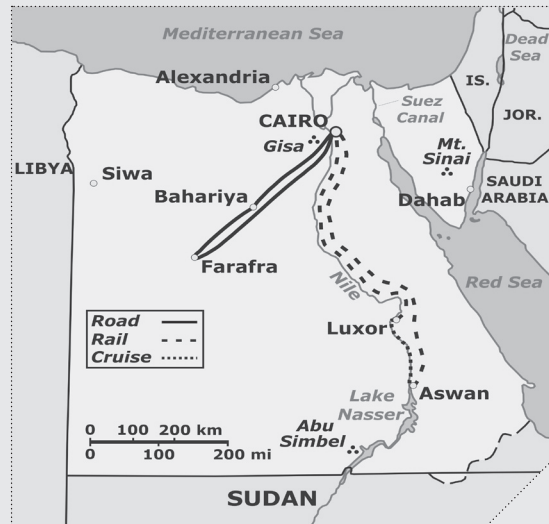 Mediterranean Sea
Dead
Sea
Alexandria
IS.
Suez
Canal
JOR.
CAIRO
Gisa
Mt.
Sinai
LIBYA
Siwa
SAUDI
ARABIA
Bahariya
Dahab
Farafra
Red Sea
Nile
Road
Rail
Cruise
Luxor
Aswan
Lake
Nasser
Abu
Simbel
0 100 200 km
0 100 200 mi
SUDAN